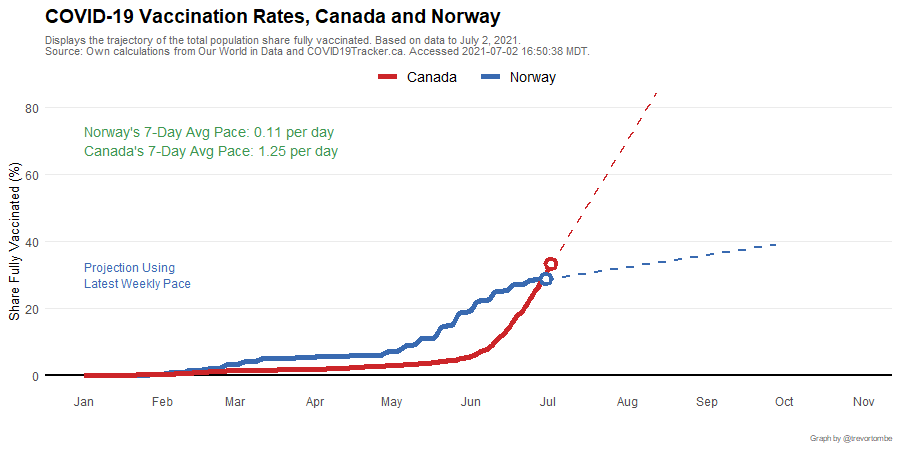 COVID-19 Vaccination Rates, Canada and Norway
Displays the trajectory of the total population share fully vaccinated. Based on data to July 2, 2021.
Source: Own calculations from Our World in Data and COVID19Tracker.ca. Accessed 2021-07-02 16:50:38 MDT.
Canada Norway
Share Fully Vaccinated (%)
80
60
40
20
0
Norway's 7-Day Avg Pace: 0.11 per day
Canada's 7-Day Avg Pace: 1.25 per day
Projection Using
Latest Weekly Pace
Jan Feb Mar Apr May Jun Jul Aug Sep Oct Nov
Graph by @trevortombe